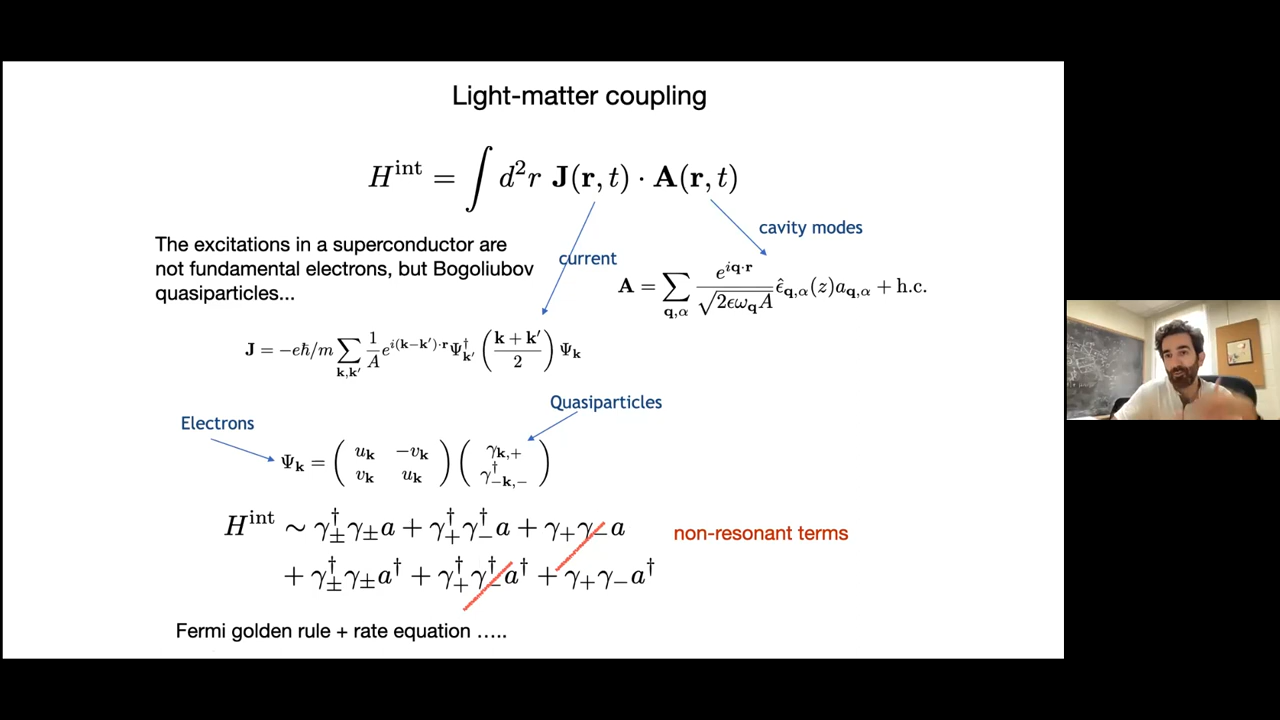 Light-matter coupling
H^int = ∫ d²r J(r, t) · A(r, t)
cavity modes
The excitations in a superconductor are
not fundamental electrons, but Bogoliubov
quasiparticles...
current
A = ∑_{q,α} e^{iq·r} / √(2ϵω_q A) ε̂_{q,α}(z) a_{q,α} + h.c.
J = −eℏ/m ∑_{k,k′} 1/A e^{i(k−k′)·r} Ψ†_{k′} ( (k + k′) / 2 ) Ψ_k
Quasiparticles
Electrons
Ψ_k = ( u_k −v_k ; v_k u_k ) ( γ_{k,+} ; γ†_{−k,−} )
H^int ∼ γ†_± γ_± a + γ†_+ γ†_− a + γ_+ γ_− a
non-resonant terms
+ γ†_± γ_± a† + γ†_+ γ†_− a† + γ_+ γ_− a†
Fermi golden rule + rate equation .....